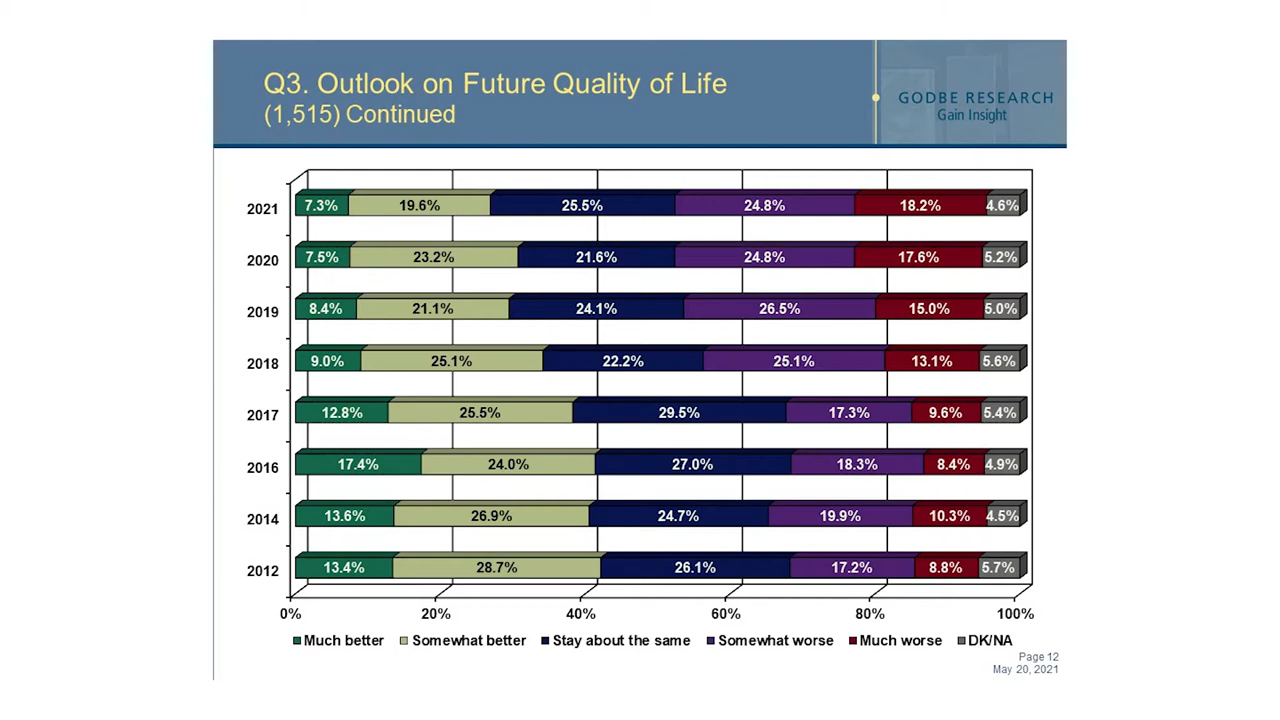 Q3. Outlook on Future Quality of Life
(1,515) Continued
GODBE RESEARCH
Gain Insight
2021 7.3% 19.6% 25.5% 24.8% 18.2% 4.6%
2020 7.5% 23.2% 21.6% 24.8% 17.6% 5.2%
2019 8.4% 21.1% 24.1% 26.5% 15.0% 5.0%
2018 9.0% 25.1% 22.2% 25.1% 13.1% 5.6%
2017 12.8% 25.5% 29.5% 17.3% 9.6% 5.4%
2016 17.4% 24.0% 27.0% 18.3% 8.4% 4.9%
2014 13.6% 26.9% 24.7% 19.9% 10.3% 4.5%
2012 13.4% 28.7% 26.1% 17.2% 8.8% 5.7%
0% 20% 40% 60% 80% 100%
Much better Somewhat better Stay about the same Somewhat worse Much worse DK/NA
Page 12
May 20, 2021